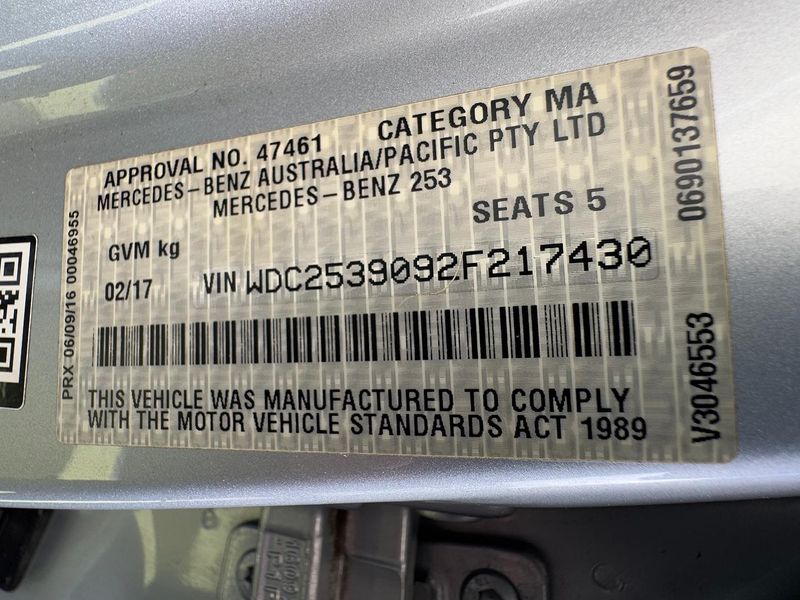 APPROVAL NO. 47461 CATEGORY MA
MERCEDES-BENZ AUSTRALIA/PACIFIC PTY LTD
MERCEDES-BENZ 253
SEATS 5
GVM kg
02/17 VIN WDC2539092F217430
THIS VEHICLE WAS MANUFACTURED TO COMPLY
WITH THE MOTOR VEHICLE STANDARDS ACT 1989
PRX 06/09/16 00046955
0690137659
V3046553